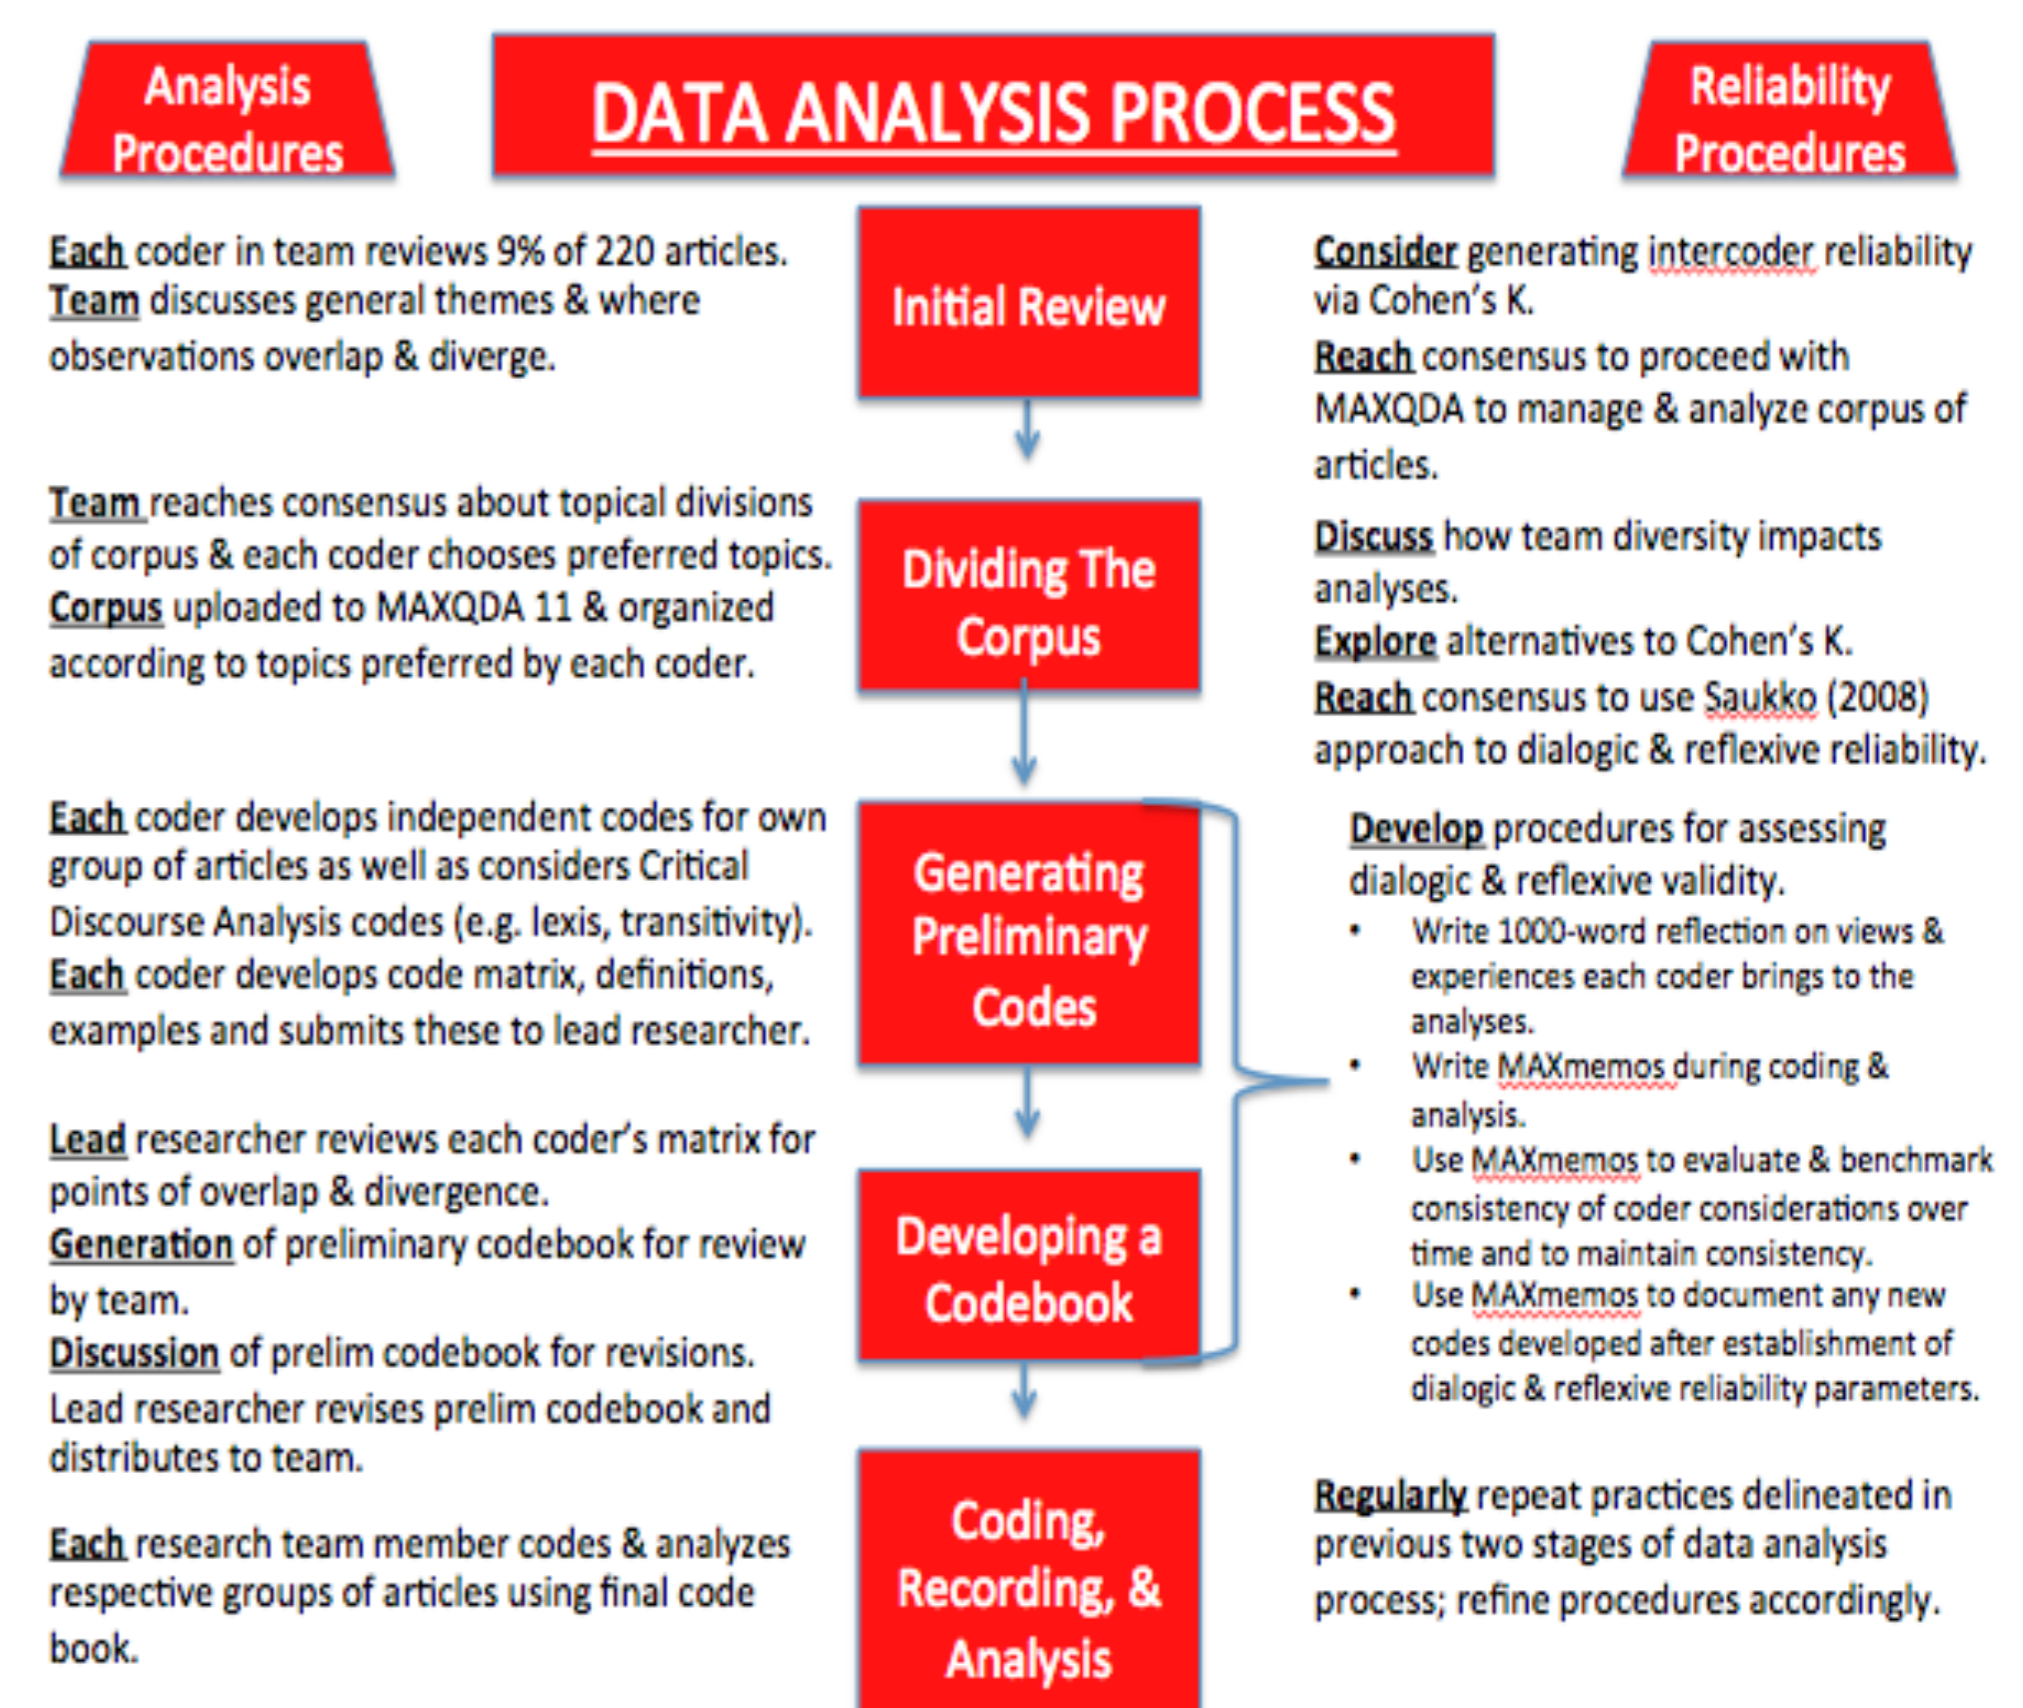 Analysis
Procedures
DATA ANALYSIS PROCESS
Reliability
Procedures
Each coder in team reviews 9% of 220 articles.
Team discusses general themes & where
observations overlap & diverge.
Initial Review
Consider generating intercoder reliability
via Cohen's K.
Reach consensus to proceed with
MAXQDA to manage & analyze corpus of
articles.
Team reaches consensus about topical divisions
of corpus & each coder chooses preferred topics.
Corpus uploaded to MAXQDA 11 & organized
according to topics preferred by each coder.
Dividing The
Corpus
Discuss how team diversity impacts
analyses.
Explore alternatives to Cohen's K.
Reach consensus to use Saukko (2008)
approach to dialogic & reflexive reliability.
Each coder develops independent codes for own
group of articles as well as considers Critical
Discourse Analysis codes (e.g. lexis, transitivity).
Each coder develops code matrix, definitions,
examples and submits these to lead researcher.
Generating
Preliminary
Codes
Develop procedures for assessing
dialogic & reflexive validity.
• Write 1000-word reflection on views &
experiences each coder brings to the
analyses.
• Write MAXmemos during coding &
analysis.
• Use MAXmemos to evaluate & benchmark
consistency of coder considerations over
time and to maintain consistency.
• Use MAXmemos to document any new
codes developed after establishment of
dialogic & reflexive reliability parameters.
Lead researcher reviews each coder's matrix for
points of overlap & divergence.
Generation of preliminary codebook for review
by team.
Discussion of prelim codebook for revisions.
Lead researcher revises prelim codebook and
distributes to team.
Developing a
Codebook
Each research team member codes & analyzes
respective groups of articles using final code
book.
Coding,
Recording, &
Analysis
Regularly repeat practices delineated in
previous two stages of data analysis
process; refine procedures accordingly.